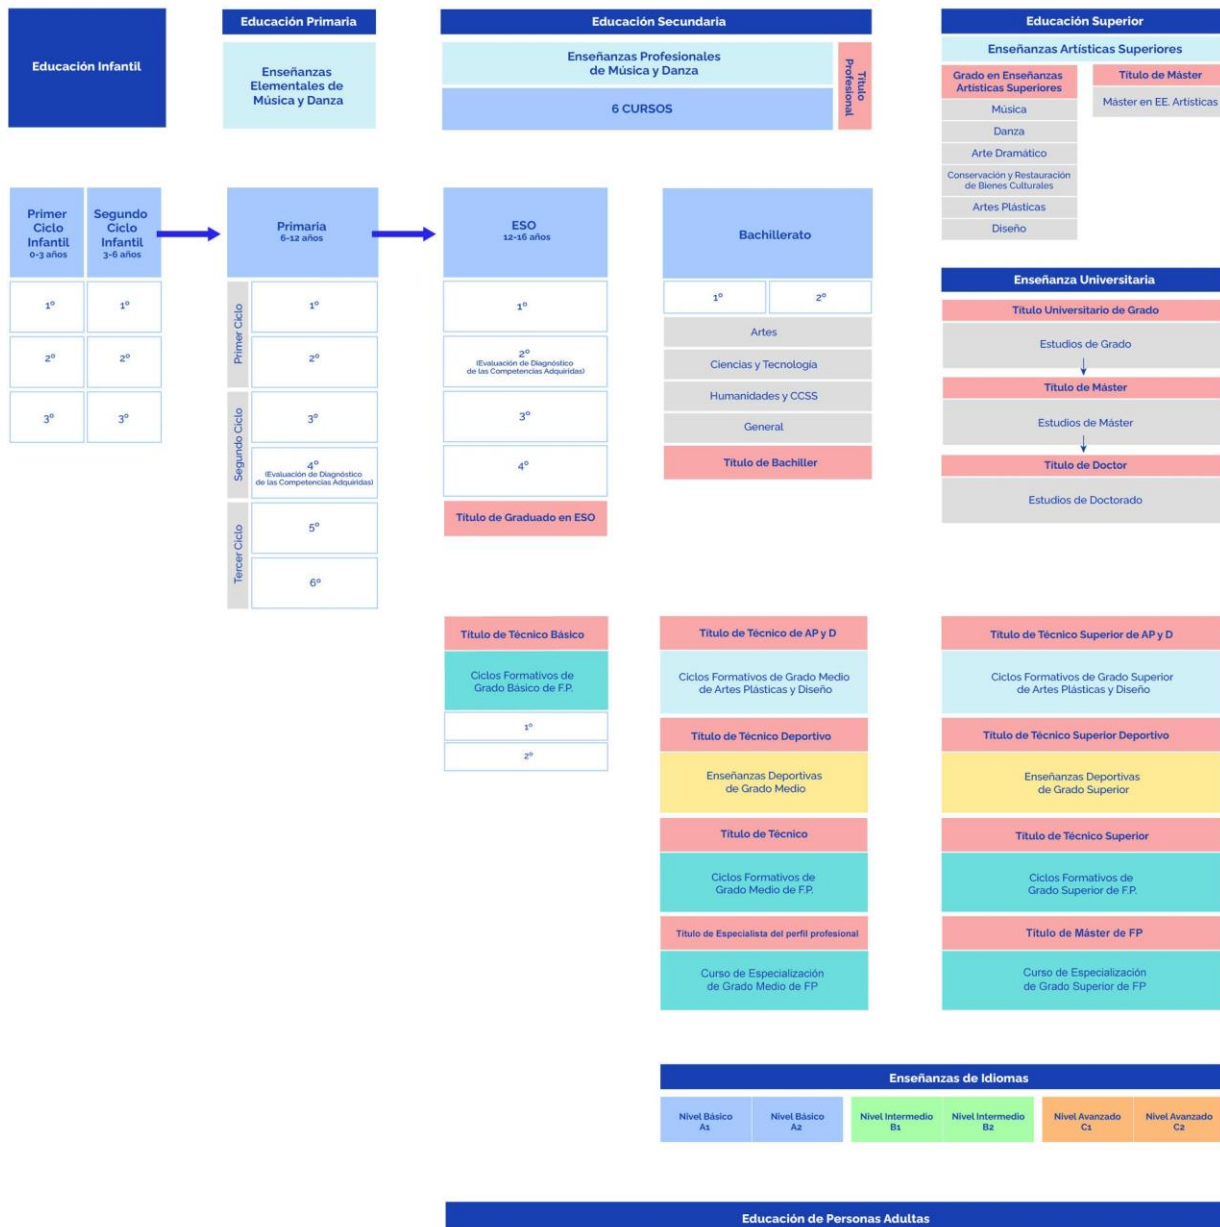 Educación Infantil
Educación Primaria
Enseñanzas
Elementales de
Música y Danza
Educación Secundaria
Enseñanzas Profesionales
de Música y Danza
6 CURSOS
Título
Profesional
Educación Superior
Enseñanzas Artísticas Superiores
Grado en Enseñanzas
Artísticas Superiores
Música
Danza
Arte Dramático
Conservación y Restauración
de Bienes Culturales
Artes Plásticas
Diseño
Título de Máster
Máster en EE. Artísticas
Primer
Ciclo
Infantil
0-3 años
1º
2º
3º
Segundo
Ciclo
Infantil
3-6 años
1º
2º
3º
Primaria
6-12 años
Primer Ciclo
1º
2º
Segundo Ciclo
3º
4º
(Evaluación de Diagnóstico
de las Competencias Adquiridas)
Tercer Ciclo
5º
6º
ESO
12-16 años
1º
2º
(Evaluación de Diagnóstico
de las Competencias Adquiridas)
3º
4º
Título de Graduado en ESO
Bachillerato
1º
2º
Artes
Ciencias y Tecnología
Humanidades y CCSS
General
Título de Bachiller
Enseñanza Universitaria
Título Universitario de Grado
Estudios de Grado
Título de Máster
Estudios de Máster
Título de Doctor
Estudios de Doctorado
Título de Técnico Básico
Ciclos Formativos de
Grado Básico de F.P.
1º
2º
Título de Técnico de AP y D
Ciclos Formativos de Grado Medio
de Artes Plásticas y Diseño
Título de Técnico Deportivo
Enseñanzas Deportivas
de Grado Medio
Título de Técnico
Ciclos Formativos de
Grado Medio de F.P.
Título de Especialista del perfil profesional
Curso de Especialización
de Grado Medio de FP
Título de Técnico Superior de AP y D
Ciclos Formativos de Grado Superior
de Artes Plásticas y Diseño
Título de Técnico Superior Deportivo
Enseñanzas Deportivas
de Grado Superior
Título de Técnico Superior
Ciclos Formativos de
Grado Superior de F.P.
Título de Máster de FP
Curso de Especialización
de Grado Superior de FP
Enseñanzas de Idiomas
Nivel Básico
A1
Nivel Básico
A2
Nivel Intermedio
B1
Nivel Intermedio
B2
Nivel Avanzado
C1
Nivel Avanzado
C2
Educación de Personas Adultas